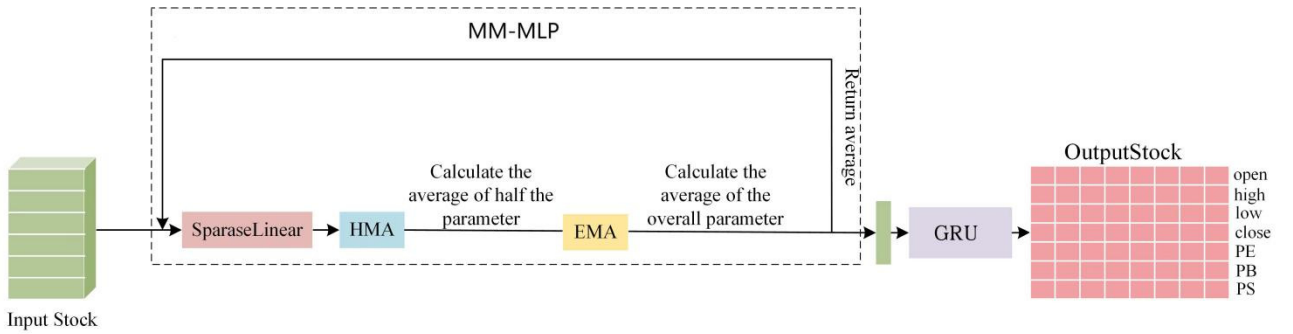 MM-MLP
Return average
Calculate the
average of half the
parameter
Calculate the
average of the
overall parameter
SparaseLinear
HMA
EMA
GRU
OutputStock
open
high
low
close
PE
PB
PS
Input Stock